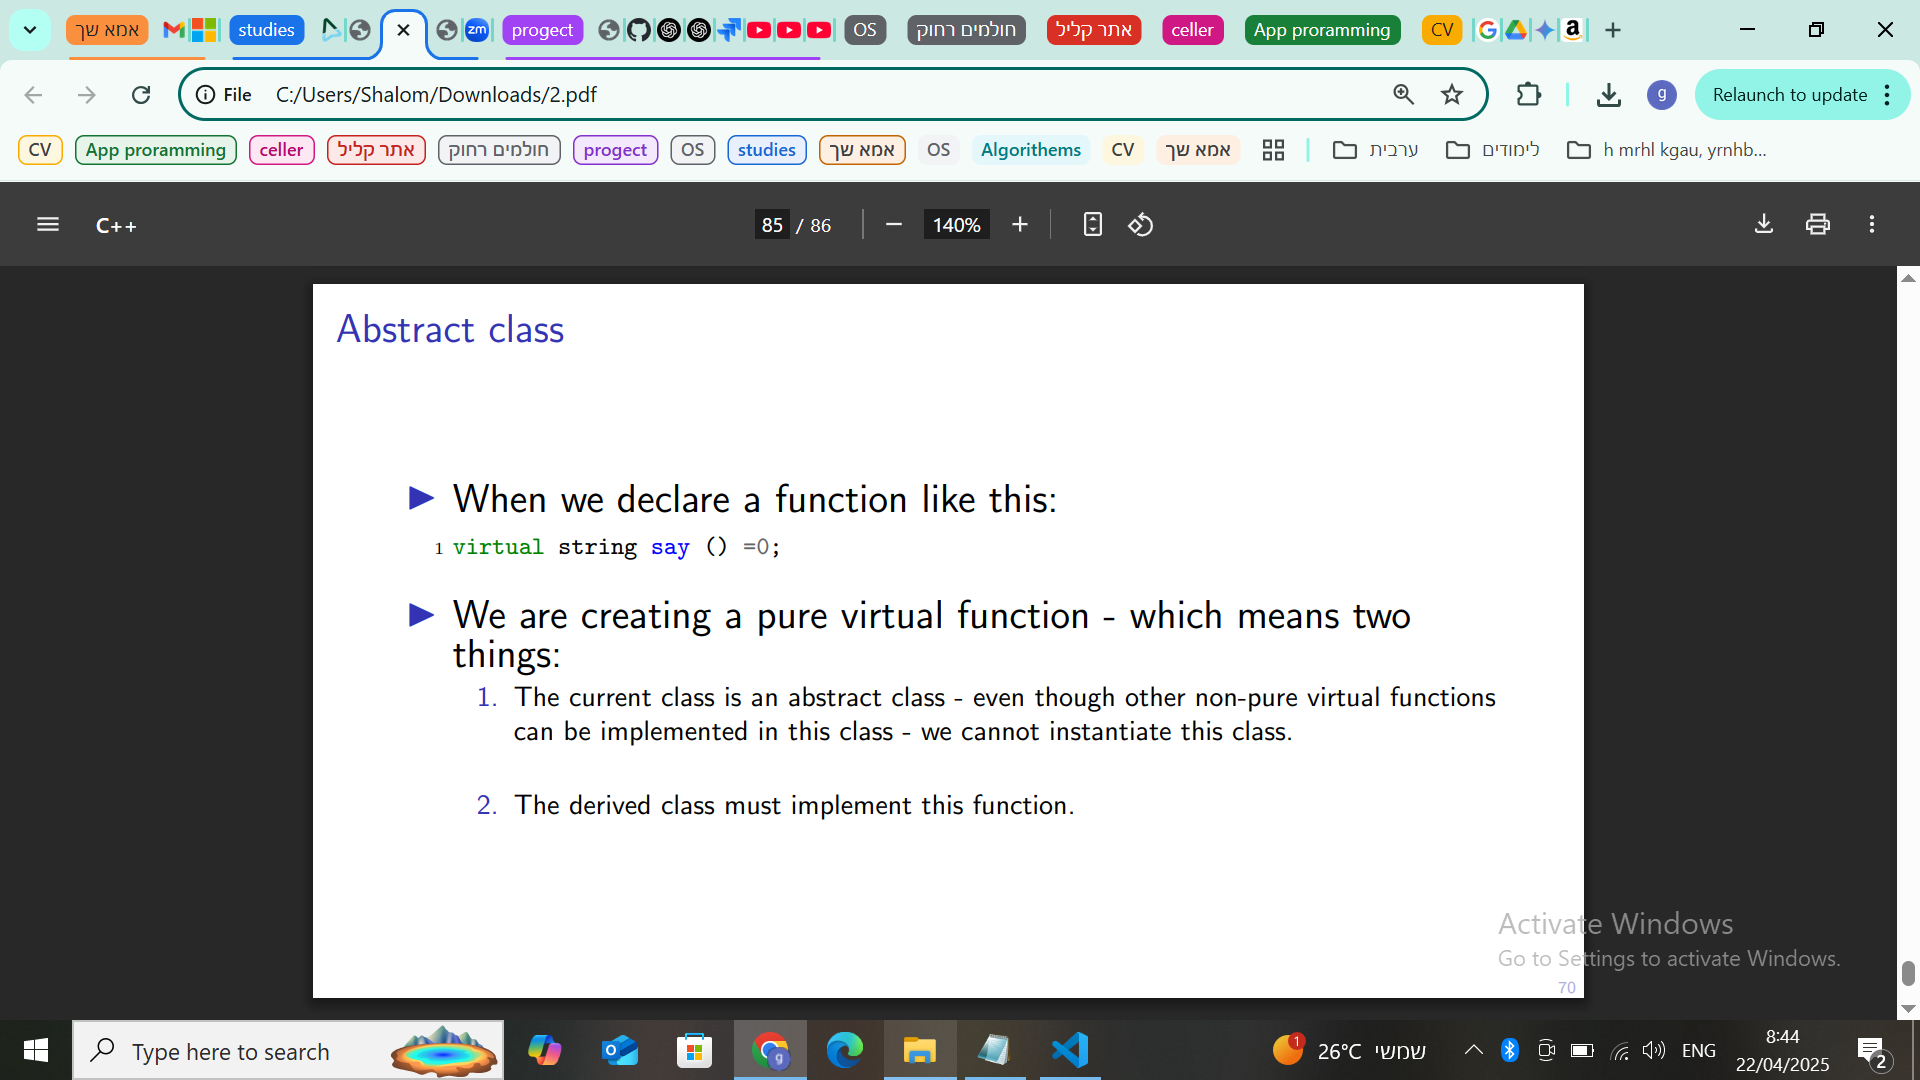 אמא שך
studies
zm
progect
OS
חולמים רחוק
אתר קליל
celler
App proramming
CV
File C:/Users/Shalom/Downloads/2.pdf
g
Relaunch to update
CV
App proramming
celler
אתר קליל
חולמים רחוק
progect
OS
studies
אמא שך
OS
Algorithems
CV
אמא שך
ערבית
לימודים
h mrhl kgau, yrnhb...
C++
85 / 86
140%
Abstract class
When we declare a function like this:
1 virtual string say () =0;
We are creating a pure virtual function - which means two
things:
1. The current class is an abstract class - even though other non-pure virtual functions
can be implemented in this class - we cannot instantiate this class.
2. The derived class must implement this function.
Activate Windows
Go to Settings to activate Windows.
70
Type here to search
g
1
26°C שמשי
ENG
8:44
22/04/2025
2